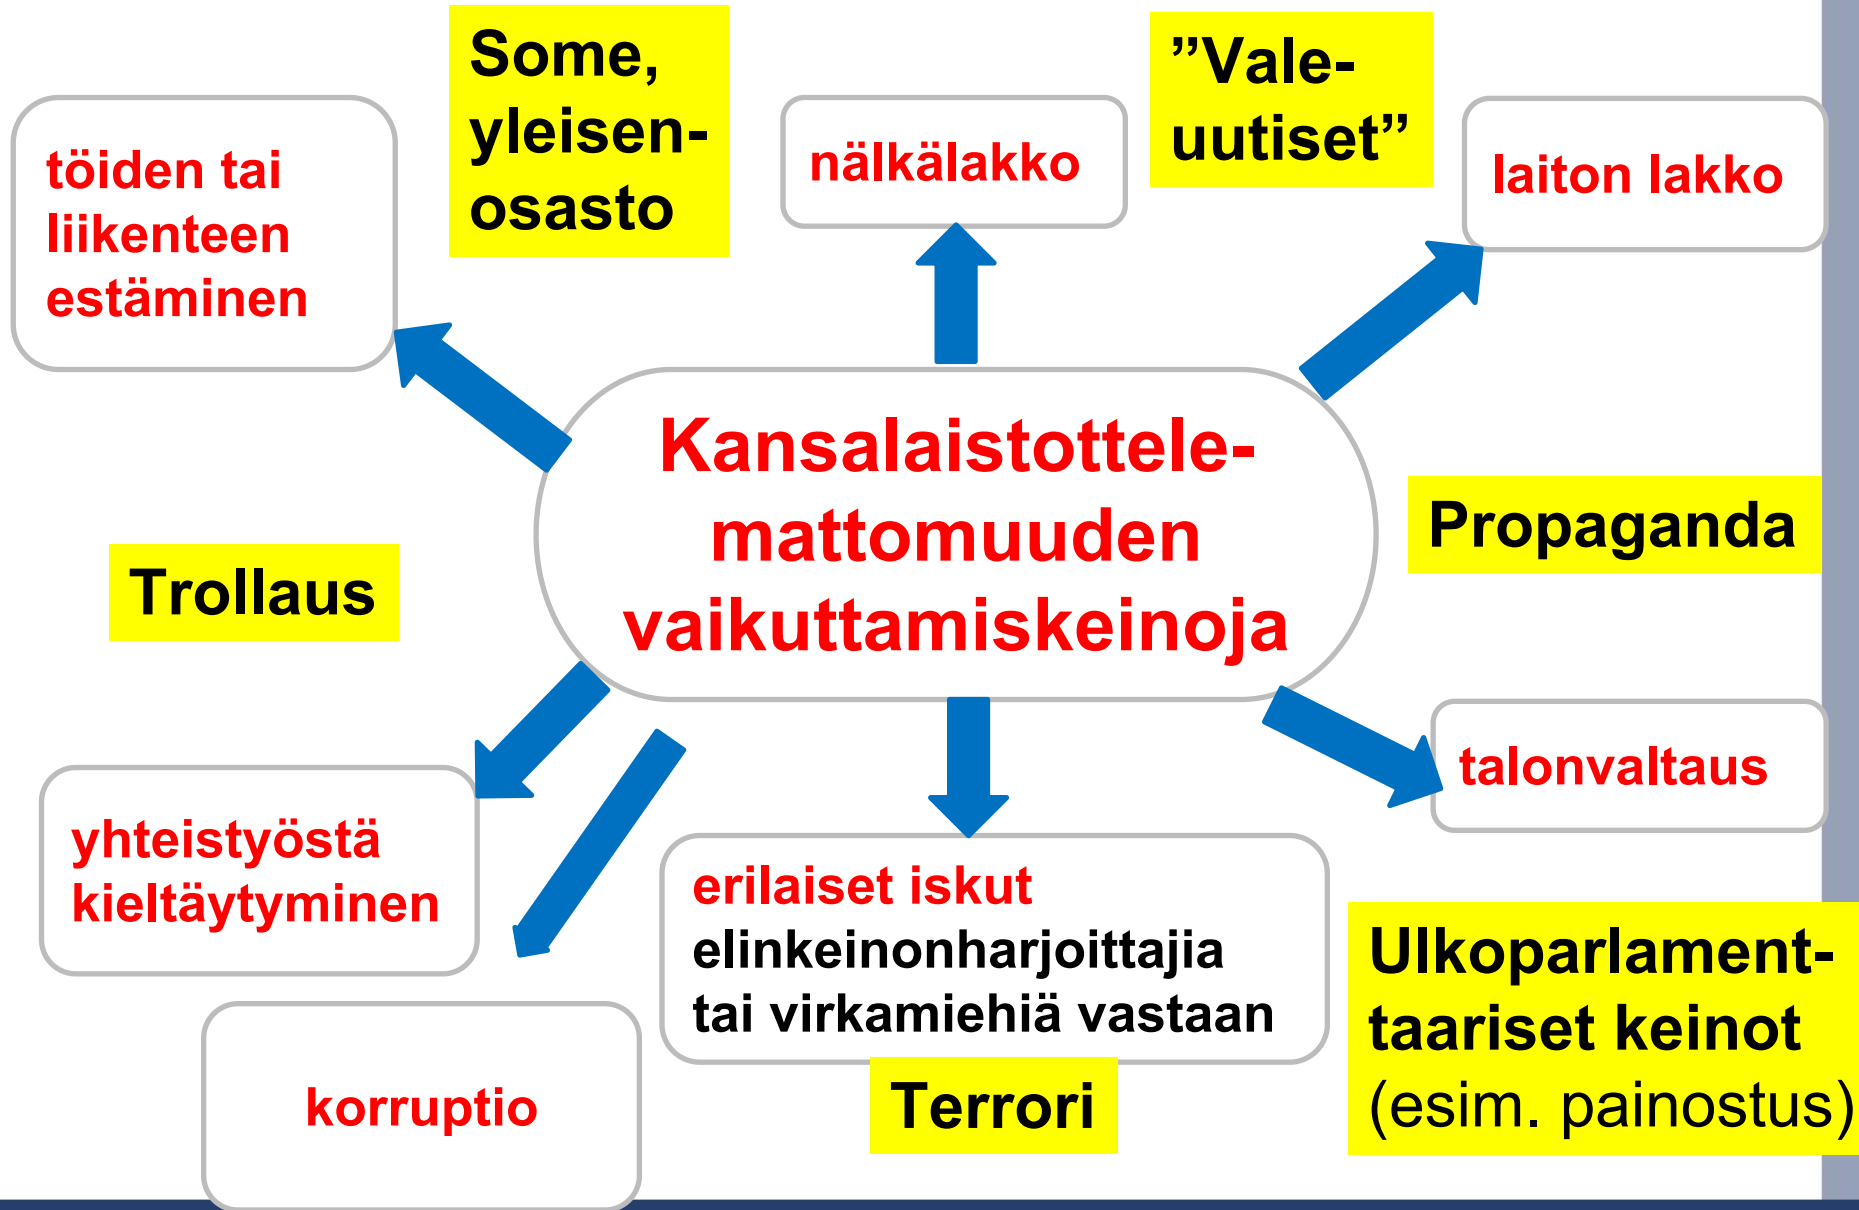 Some,
yleisen-
osasto
”Vale-
uutiset”
töiden tai
liikenteen
estäminen
nälkälakko
laiton lakko
Kansalaistottele-
mattomuuden
vaikuttamiskeinoja
Propaganda
Trollaus
talonvaltaus
yhteistyöstä
kieltäytyminen
erilaiset iskut
elinkeinonharjoittajia
tai virkamiehiä vastaan
Ulkoparlament-
taariset keinot
(esim. painostus)
korruptio
Terrori